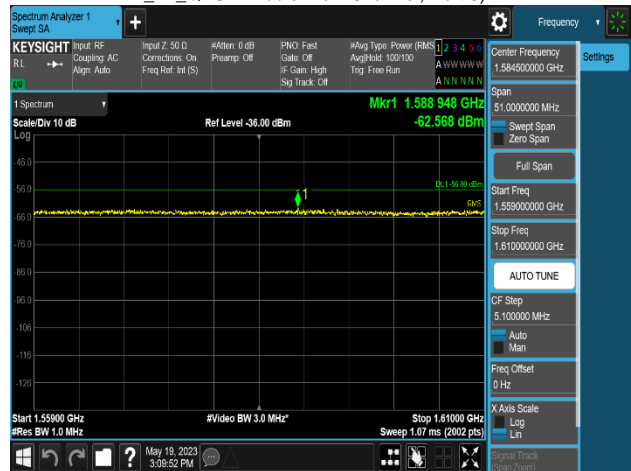 Spectrum Analyzer 1
Swept SA
Frequency
KEYSIGHT
RL
Input: RF
Coupling: AC
Align: Auto
Input Z: 50 Ω
Corrections: On
Freq Ref: Int (S)
#Atten: 0 dB
Preamp: Off
PNO: Fast
Gate: Off
IF Gain: High
Sig Track: Off
#Avg Type: Power (RMS)
Avg|Hold: 100/100
Trig: Free Run
1 2 3 4 5 6
A W W W W W
A N N N N N
1 Spectrum
Scale/Div 10 dB
Log
Ref Level -36.00 dBm
Mkr1 1.588 948 GHz
-62.568 dBm
-46.0
-56.0
-66.0
-76.0
-86.0
-96.0
-106
-116
-126
1
DL1 -56.00 dBm
RMS
Start 1.55900 GHz
#Res BW 1.0 MHz
#Video BW 3.0 MHz*
Stop 1.61000 GHz
Sweep 1.07 ms (2002 pts)
May 19, 2023
3:09:52 PM
Center Frequency
1.584500000 GHz
Settings
Span
51.0000000 MHz
Swept Span
Zero Span
Full Span
Start Freq
1.559000000 GHz
Stop Freq
1.610000000 GHz
AUTO TUNE
CF Step
5.100000 MHz
Auto
Man
Freq Offset
0 Hz
X Axis Scale
Log
Lin
Signal Track
(Span Zoom)